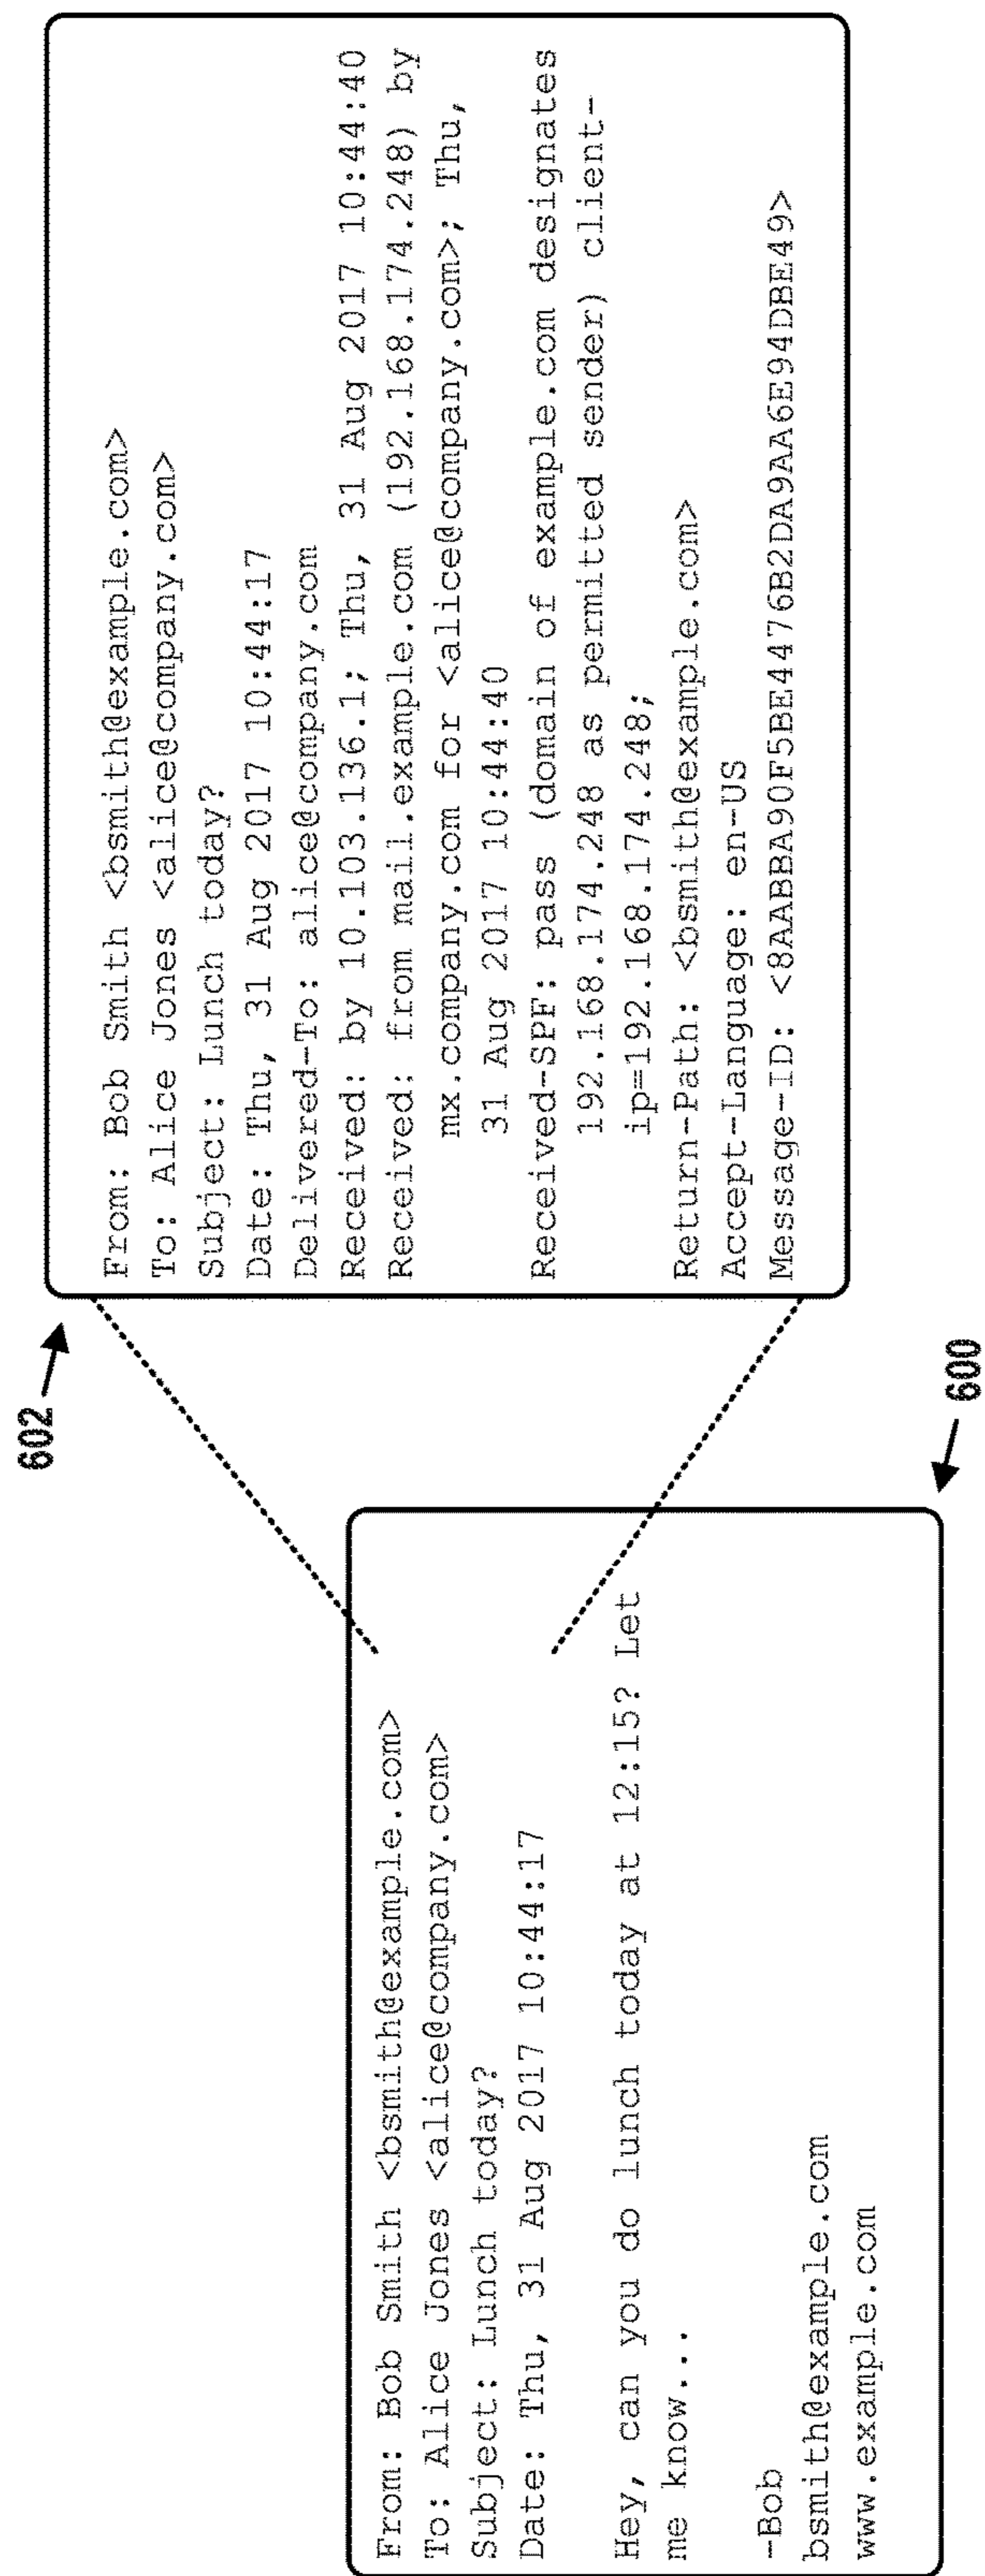 From: Bob Smith <bsmith@example.com>
To: Alice Jones <alice@company.com>
Subject: Lunch today?
Date: Thu, 31 Aug 2017 10:44:17
Hey, can you do lunch today at 12:15? Let
me know...
-Bob
bsmith@example.com
www.example.com
600
602
From: Bob Smith <bsmith@example.com>
To: Alice Jones <alice@company.com>
Subject: Lunch today?
Date: Thu, 31 Aug 2017 10:44:17
Delivered-To: alice@company.com
Received: by 10.103.136.1; Thu, 31 Aug 2017 10:44:40
Received: from mail.example.com (192.168.174.248) by
mx.company.com for <alice@company.com>; Thu,
31 Aug 2017 10:44:40
Received-SPF: pass (domain of example.com designates
192.168.174.248 as permitted sender) client-
ip=192.168.174.248;
Return-Path: <bsmith@example.com>
Accept-Language: en-US
Message-ID: <8AABBA90F5BE4476B2DA9AA6E94DBE49>